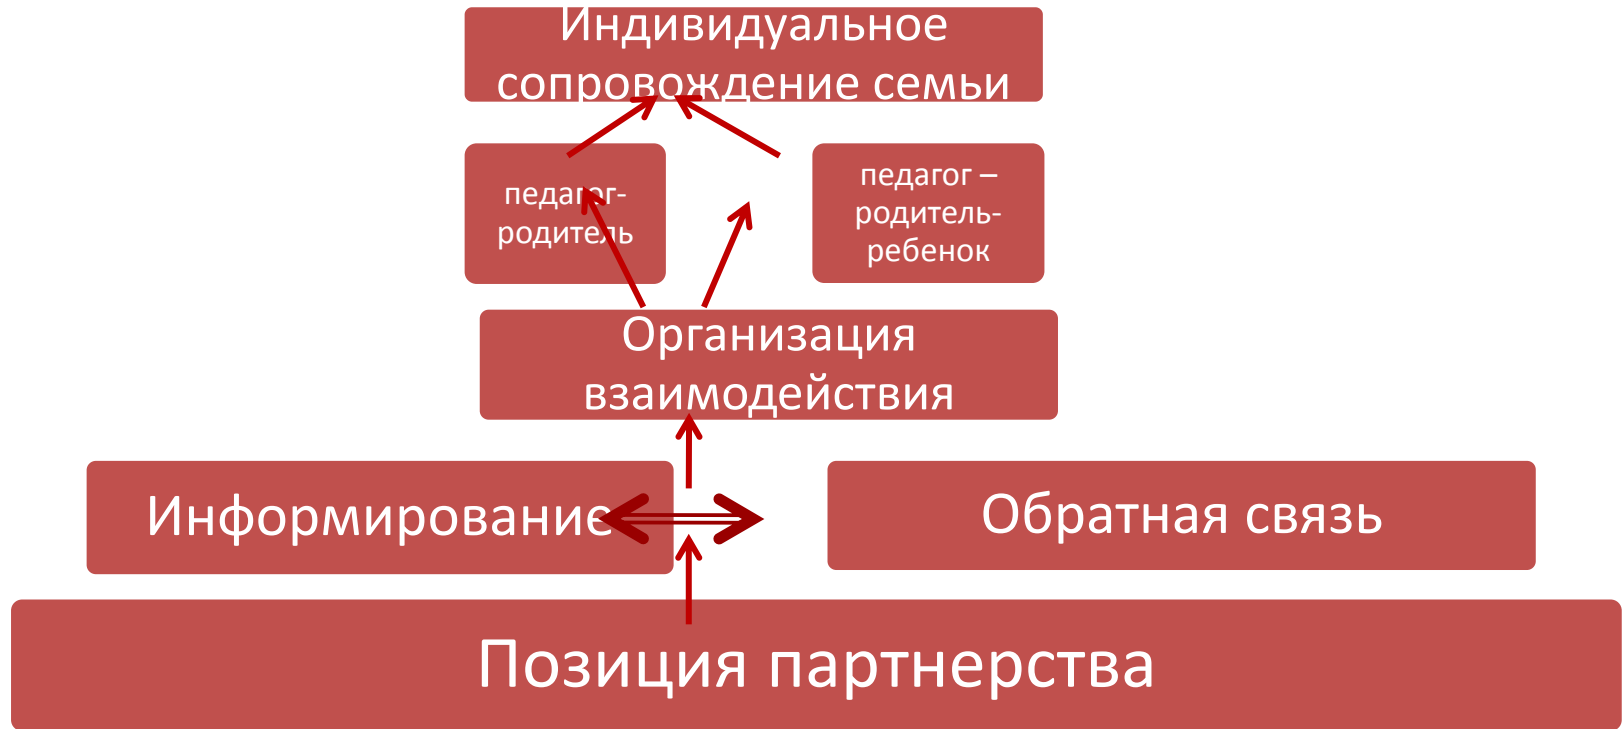 Индивидуальное
сопровождение семьи
педагог-
родитель
педагог –
родитель-
ребенок
Организация
взаимодействия
Информирование
Обратная связь
Позиция партнерства